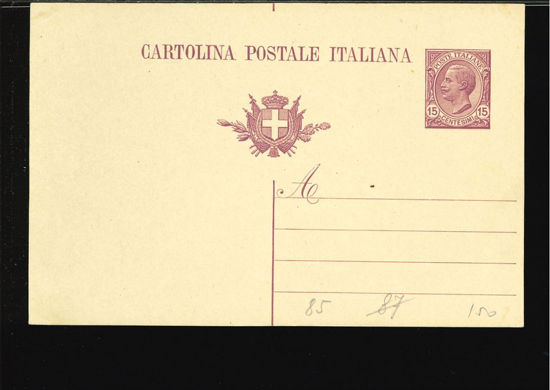 CARTOLINA POSTALE ITALIANA
POSTE ITALIANE
15 15
CENTESIMI
A
85 87 150